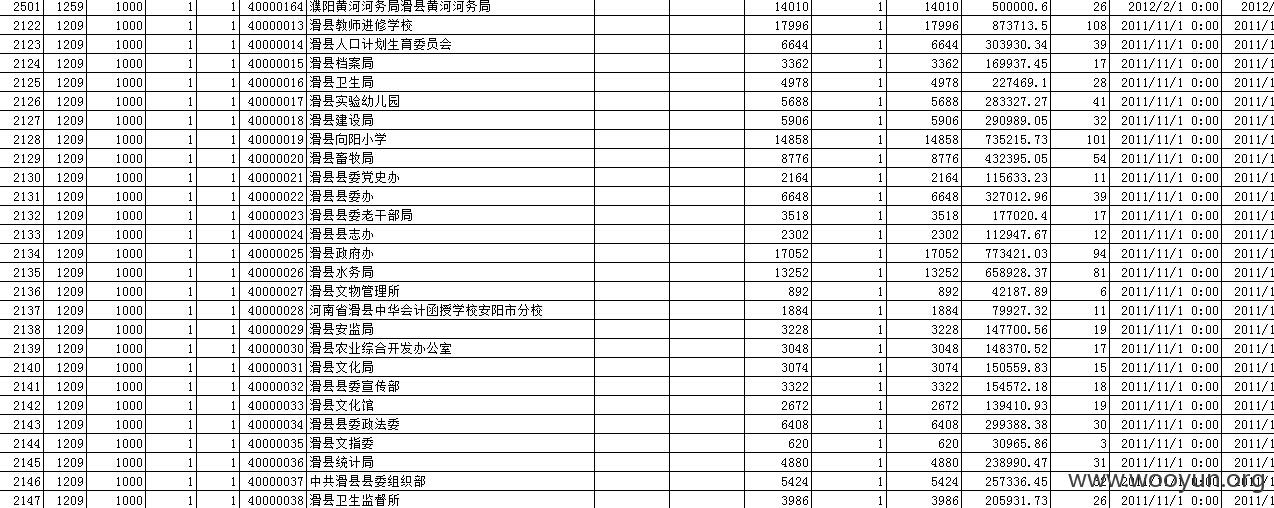 2501 1259 1000 1 1 40000164 濮阳黄河河务局滑县黄河河务局 14010 1 14010 500000.6 26 2012/2/1 0:00 2012/
2122 1209 1000 1 1 40000013 滑县教师进修学校 17996 1 17996 873713.5 108 2011/11/1 0:00 2011/1
2123 1209 1000 1 1 40000014 滑县人口计划生育委员会 6644 1 6644 303930.34 39 2011/11/1 0:00 2011/1
2124 1209 1000 1 1 40000015 滑县档案局 3362 1 3362 169937.45 17 2011/11/1 0:00 2011/1
2125 1209 1000 1 1 40000016 滑县卫生局 4978 1 4978 227469.1 28 2011/11/1 0:00 2011/1
2126 1209 1000 1 1 40000017 滑县实验幼儿园 5688 1 5688 283327.27 41 2011/11/1 0:00 2011/1
2127 1209 1000 1 1 40000018 滑县建设局 5906 1 5906 290989.05 32 2011/11/1 0:00 2011/1
2128 1209 1000 1 1 40000019 滑县向阳小学 14858 1 14858 735215.73 101 2011/11/1 0:00 2011/1
2129 1209 1000 1 1 40000020 滑县畜牧局 8776 1 8776 432395.05 54 2011/11/1 0:00 2011/1
2130 1209 1000 1 1 40000021 滑县县委党史办 2164 1 2164 115633.23 11 2011/11/1 0:00 2011/1
2131 1209 1000 1 1 40000022 滑县县委办 6648 1 6648 327012.96 39 2011/11/1 0:00 2011/1
2132 1209 1000 1 1 40000023 滑县县委老干部局 3518 1 3518 177020.4 17 2011/11/1 0:00 2011/1
2133 1209 1000 1 1 40000024 滑县县志办 2302 1 2302 112947.67 12 2011/11/1 0:00 2011/1
2134 1209 1000 1 1 40000025 滑县政府办 17052 1 17052 773421.03 94 2011/11/1 0:00 2011/1
2135 1209 1000 1 1 40000026 滑县水务局 13252 1 13252 658928.37 81 2011/11/1 0:00 2011/1
2136 1209 1000 1 1 40000027 滑县文物管理所 892 1 892 42187.89 6 2011/11/1 0:00 2011/1
2137 1209 1000 1 1 40000028 河南省滑县中华会计函授学校安阳市分校 1884 1 1884 79927.32 11 2011/11/1 0:00 2011/1
2138 1209 1000 1 1 40000029 滑县安监局 3228 1 3228 147700.56 19 2011/11/1 0:00 2011/1
2139 1209 1000 1 1 40000030 滑县农业综合开发办公室 3048 1 3048 148370.52 17 2011/11/1 0:00 2011/1
2140 1209 1000 1 1 40000031 滑县文化局 3074 1 3074 150559.83 15 2011/11/1 0:00 2011/1
2141 1209 1000 1 1 40000032 滑县县委宣传部 3322 1 3322 154572.18 18 2011/11/1 0:00 2011/1
2142 1209 1000 1 1 40000033 滑县文化馆 2672 1 2672 139410.93 19 2011/11/1 0:00 2011/1
2143 1209 1000 1 1 40000034 滑县县委政法委 6408 1 6408 299388.38 30 2011/11/1 0:00 2011/1
2144 1209 1000 1 1 40000035 滑县文指委 620 1 620 30965.86 3 2011/11/1 0:00 2011/1
2145 1209 1000 1 1 40000036 滑县统计局 4880 1 4880 238990.47 31 2011/11/1 0:00 2011/1
2146 1209 1000 1 1 40000037 中共滑县县委组织部 5424 1 5424 257336.45 2011/11/1 0:00 2011/1
www.wooyun.org
2147 1209 1000 1 1 40000038 滑县卫生监督所 3986 1 3986 205931.73 26 2011/11/1 0:00 2011/1